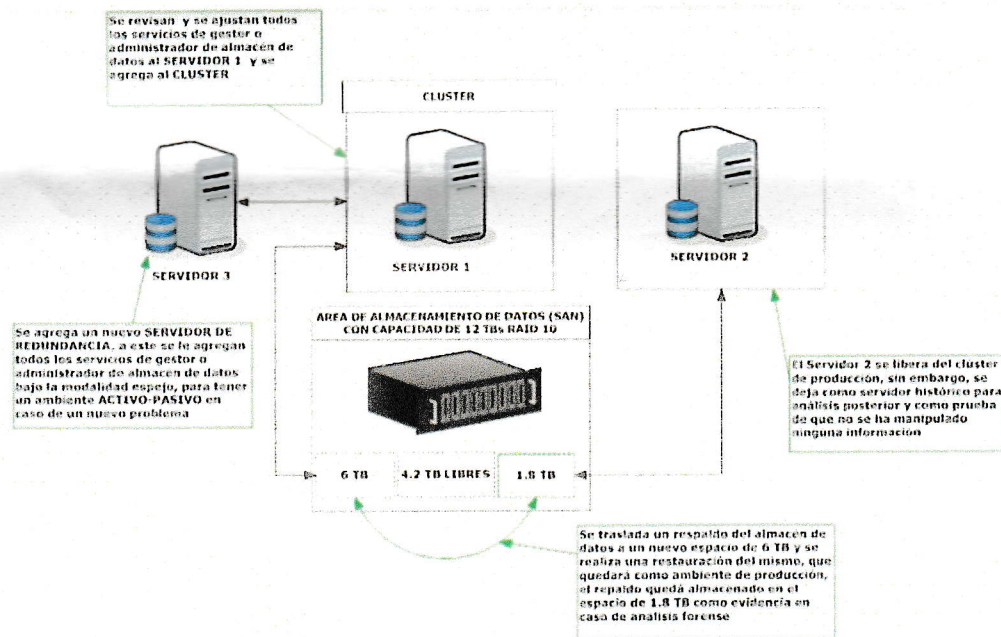 Se revisan y se ajustan todos
los servicios de gestor o
administrador de almacén de
datos al SERVIDOR 1 y se
agrega al CLUSTER
CLUSTER
SERVIDOR 3
SERVIDOR 1
SERVIDOR 2
AREA DE ALMACENAMIENTO DE DATOS (SAN)
CON CAPACIDAD DE 12 TBs RAID 10
Se agrega un nuevo SERVIDOR DE
REDUNDANCIA, a este se le agregan
todos los servicios de gestor o
administrador de almacén de datos
bajo la modalidad espejo, para tener
un ambiente ACTIVO-PASIVO en
caso de un nuevo problema
El Servidor 2 se libera del cluster
de producción, sin embargo, se
deja como servidor histórico para
análisis posterior y como prueba
de que no se ha manipulado
ninguna información
6 TB
4.2 TB LIBRES
1.8 TB
Se traslada un respaldo del almacén de
datos a un nuevo espacio de 6 TB y se
realiza una restauración del mismo, que
quedará como ambiente de producción,
el repaldo quedá almacenado en el
espacio de 1.8 TB como evidencia en
caso de analisis forense